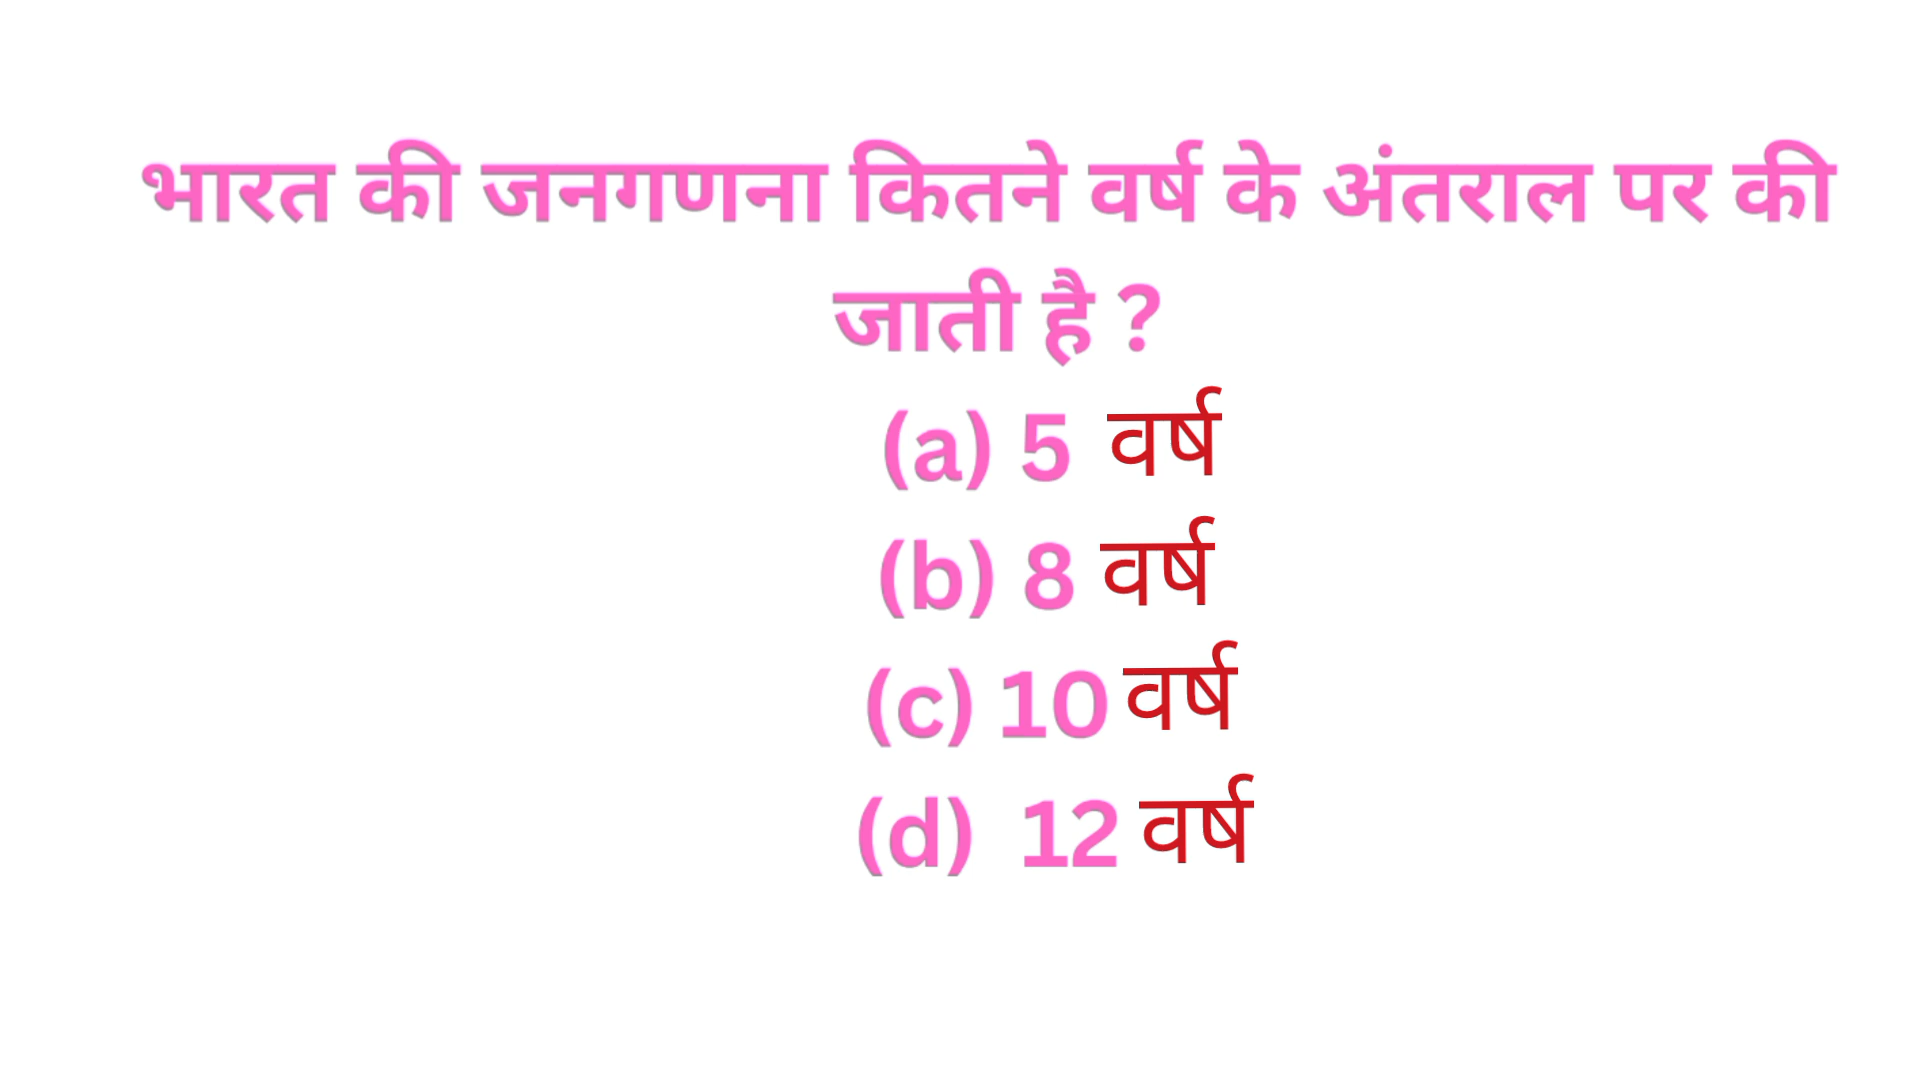 भारत की जनगणना कितने वर्ष के अंतराल पर की
जाती है ?
(a) 5 वर्ष
(b) 8 वर्ष
(c) 10 वर्ष
(d) 12 वर्ष